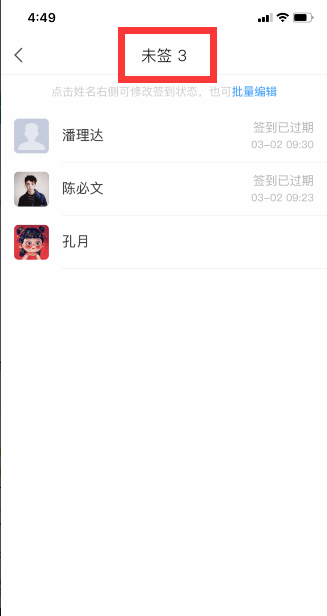 4:49
未签 3
点击姓名右侧可修改签到状态，也可批量编辑
潘理达
签到已过期
03-02 09:30
陈必文
签到已过期
03-02 09:23
孔月